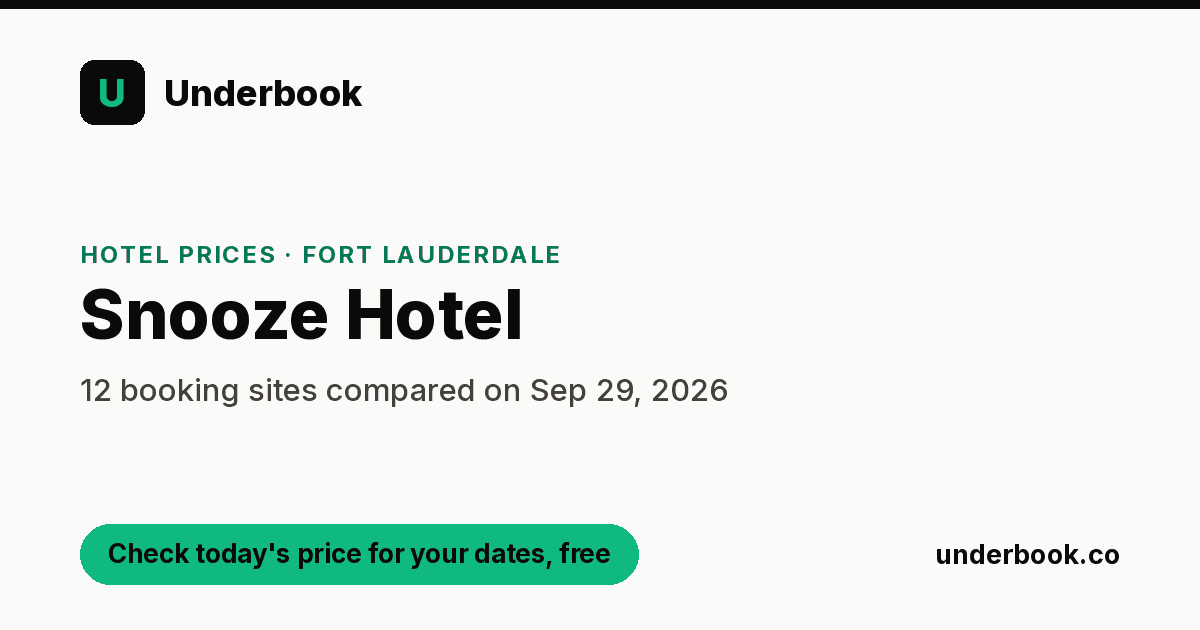 U Underbook
HOTEL PRICES · FORT LAUDERDALE
Snooze Hotel
12 booking sites compared on Sep 29, 2026
Check today's price for your dates, free
underbook.co